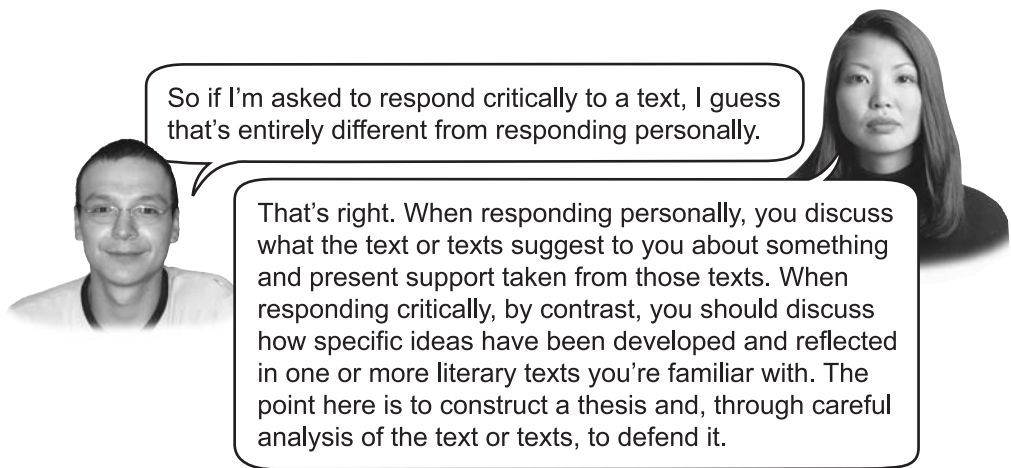 So if I'm asked to respond critically to a text, I guess
that's entirely different from responding personally.
That's right. When responding personally, you discuss
what the text or texts suggest to you about something
and present support taken from those texts. When
responding critically, by contrast, you should discuss
how specific ideas have been developed and reflected
in one or more literary texts you're familiar with. The
point here is to construct a thesis and, through careful
analysis of the text or texts, to defend it.